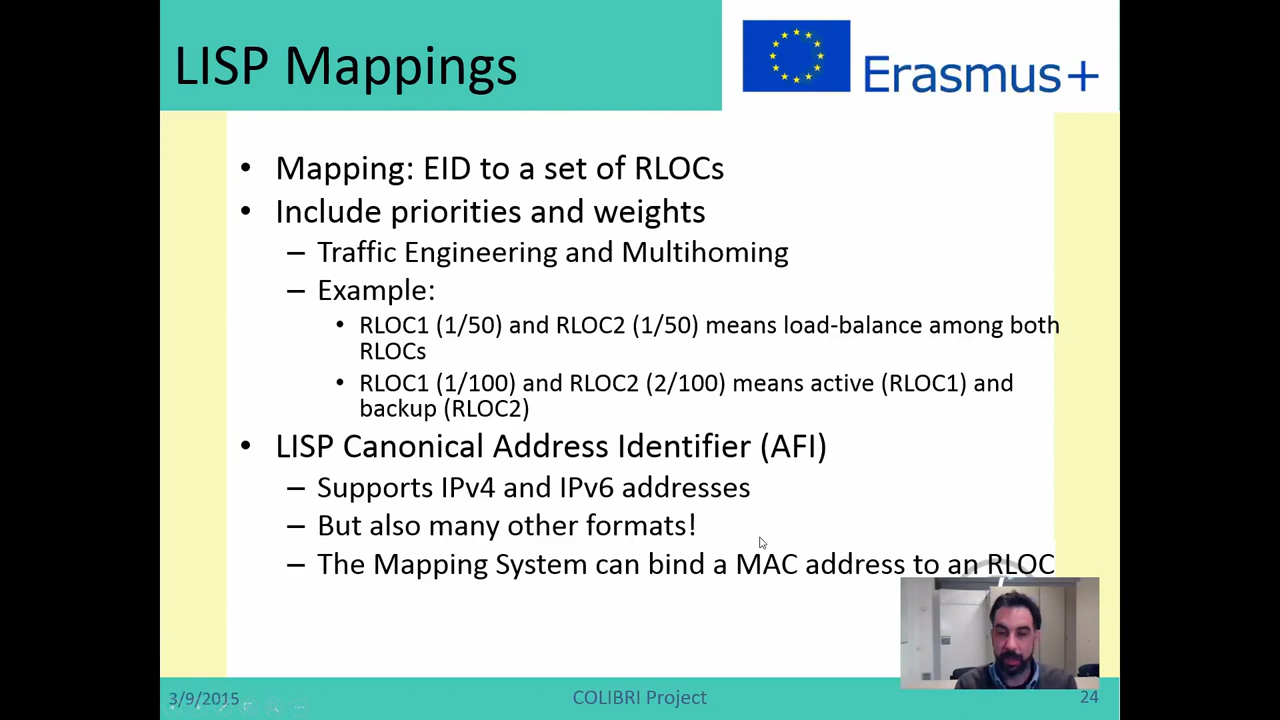 LISP Mappings
Erasmus+
• Mapping: EID to a set of RLOCs
• Include priorities and weights
– Traffic Engineering and Multihoming
– Example:
• RLOC1 (1/50) and RLOC2 (1/50) means load-balance among both
RLOCs
• RLOC1 (1/100) and RLOC2 (2/100) means active (RLOC1) and
backup (RLOC2)
• LISP Canonical Address Identifier (AFI)
– Supports IPv4 and IPv6 addresses
– But also many other formats!
– The Mapping System can bind a MAC address to an RLOC
3/9/2015
COLIBRI Project
24